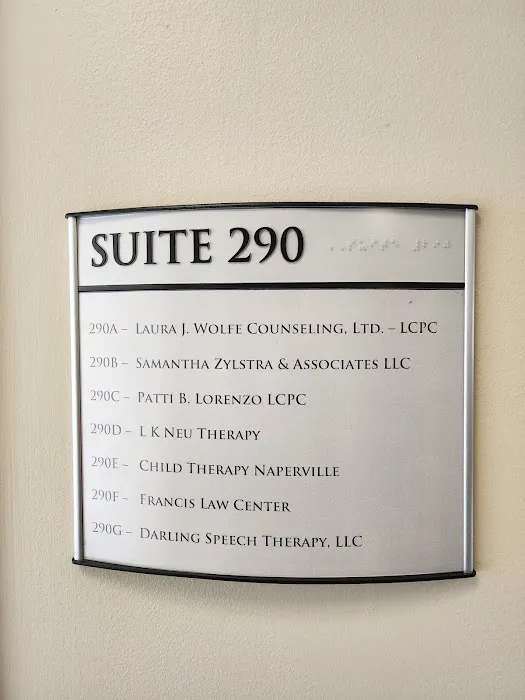 SUITE 290
290A – LAURA J. WOLFE COUNSELING, LTD. – LCPC
290B – SAMANTHA ZYLSTRA & ASSOCIATES LLC
290C – PATTI B. LORENZO LCPC
290D – L K NEU THERAPY
290E – CHILD THERAPY NAPERVILLE
290F – FRANCIS LAW CENTER
290G – DARLING SPEECH THERAPY, LLC